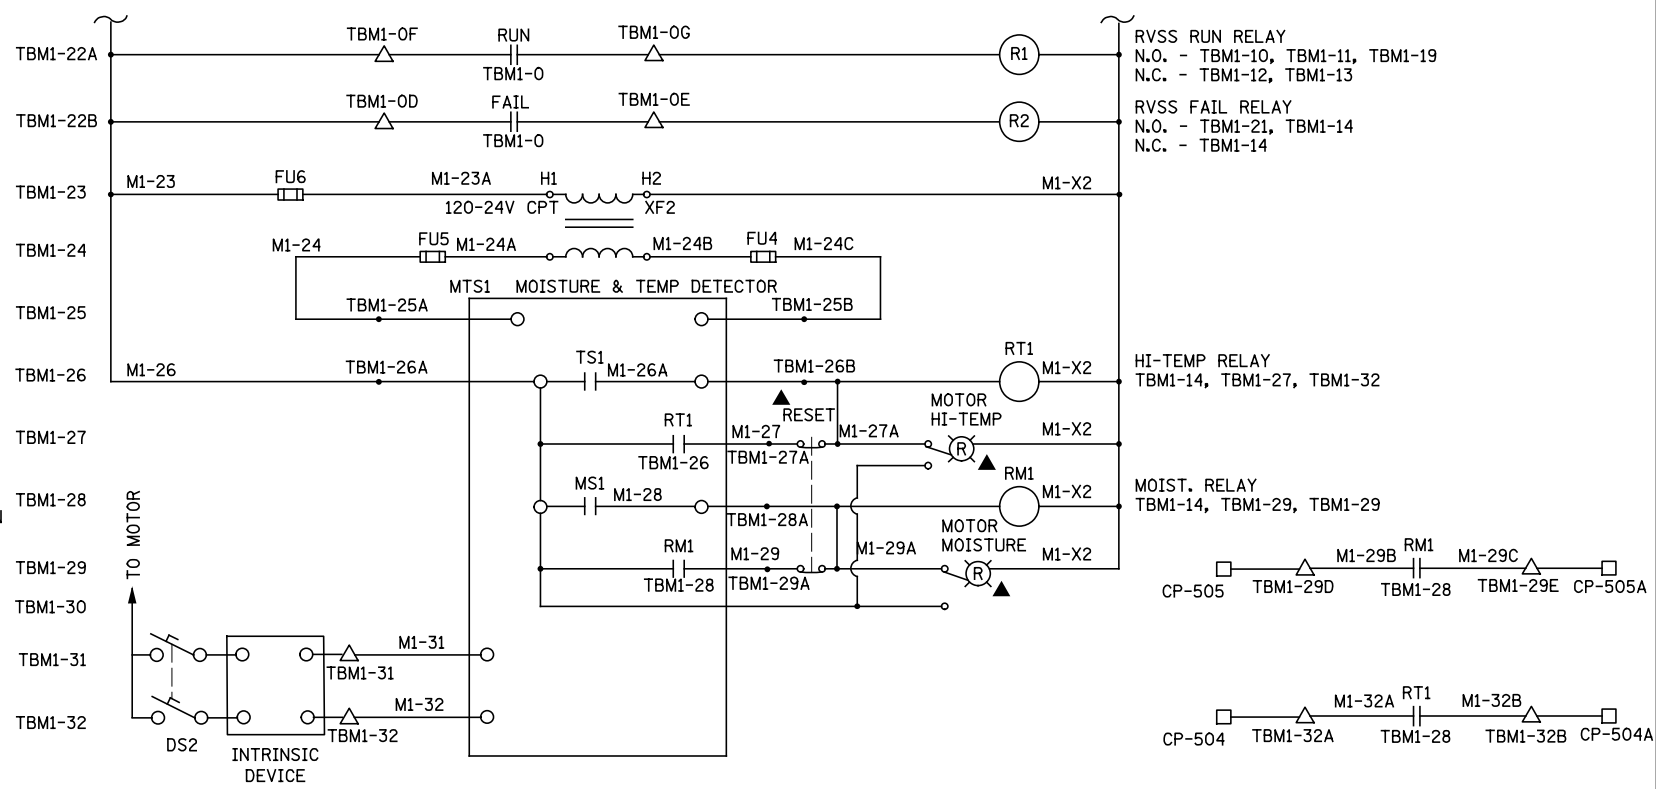 TBM1-22A
TBM1-0F
RUN
TBM1-0
TBM1-0G
R1
RVSS RUN RELAY
N.O. - TBM1-10, TBM1-11, TBM1-19
N.C. - TBM1-12, TBM1-13
TBM1-22B
TBM1-0D
FAIL
TBM1-0
TBM1-0E
R2
RVSS FAIL RELAY
N.O. - TBM1-21, TBM1-14
N.C. - TBM1-14
TBM1-23
M1-23
FU6
M1-23A
H1
H2
M1-X2
120-24V CPT
XF2
TBM1-24
M1-24
FU5
M1-24A
M1-24B
FU4
M1-24C
MTS1 MOISTURE & TEMP DETECTOR
TBM1-25
TBM1-25A
TBM1-25B
TBM1-26
M1-26
TBM1-26A
TS1
M1-26A
TBM1-26B
RT1
M1-X2
HI-TEMP RELAY
TBM1-14, TBM1-27, TBM1-32
TBM1-27
RT1
TBM1-26
M1-27
TBM1-27A
RESET
M1-27A
MOTOR
HI-TEMP
R
M1-X2
TBM1-28
MS1
M1-28
TBM1-28A
RM1
M1-X2
MOIST. RELAY
TBM1-14, TBM1-29, TBM1-29
TO MOTOR
TBM1-29
RM1
TBM1-28
M1-29
TBM1-29A
M1-29A
MOTOR
MOISTURE
R
M1-X2
CP-505
TBM1-29D
M1-29B
RM1
TBM1-28
M1-29C
TBM1-29E
CP-505A
TBM1-30
TBM1-31
M1-31
TBM1-31
TBM1-32
M1-32
TBM1-32
DS2
INTRINSIC
DEVICE
CP-504
TBM1-32A
M1-32A
RT1
TBM1-28
M1-32B
TBM1-32B
CP-504A